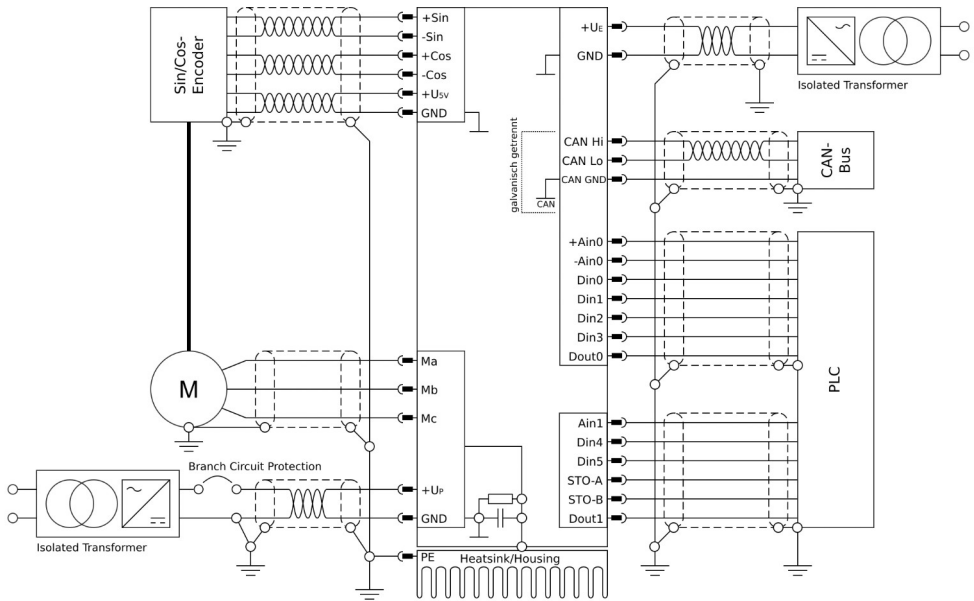 Sin/Cos-
Encoder
+Sin
-Sin
+Cos
-Cos
+U5V
GND
+UE
GND
Isolated Transformer
galvanisch getrennt
CAN Hi
CAN Lo
CAN GND
CAN
CAN-
Bus
+Ain0
-Ain0
Din0
Din1
Din2
Din3
Dout0
PLC
M
Ma
Mb
Mc
Ain1
Din4
Din5
STO-A
STO-B
Dout1
Branch Circuit Protection
+UP
GND
Isolated Transformer
PE
Heatsink/Housing